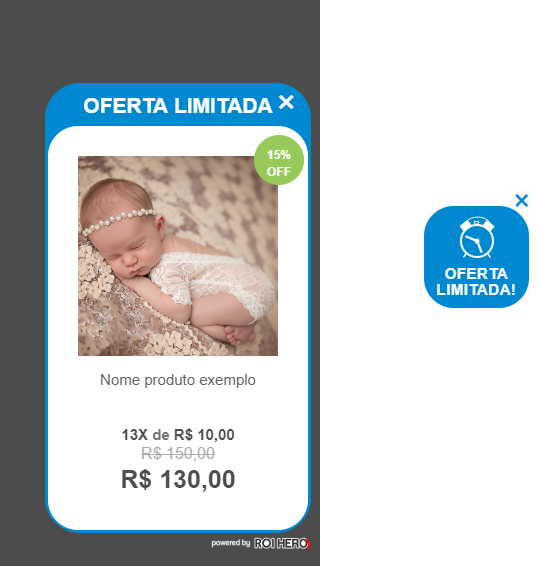 OFERTA LIMITADA ✕
15%
OFF
Nome produto exemplo
13X de R$ 10,00
R$ 150,00
R$ 130,00
powered by ROI HERO
✕
OFERTA
LIMITADA!